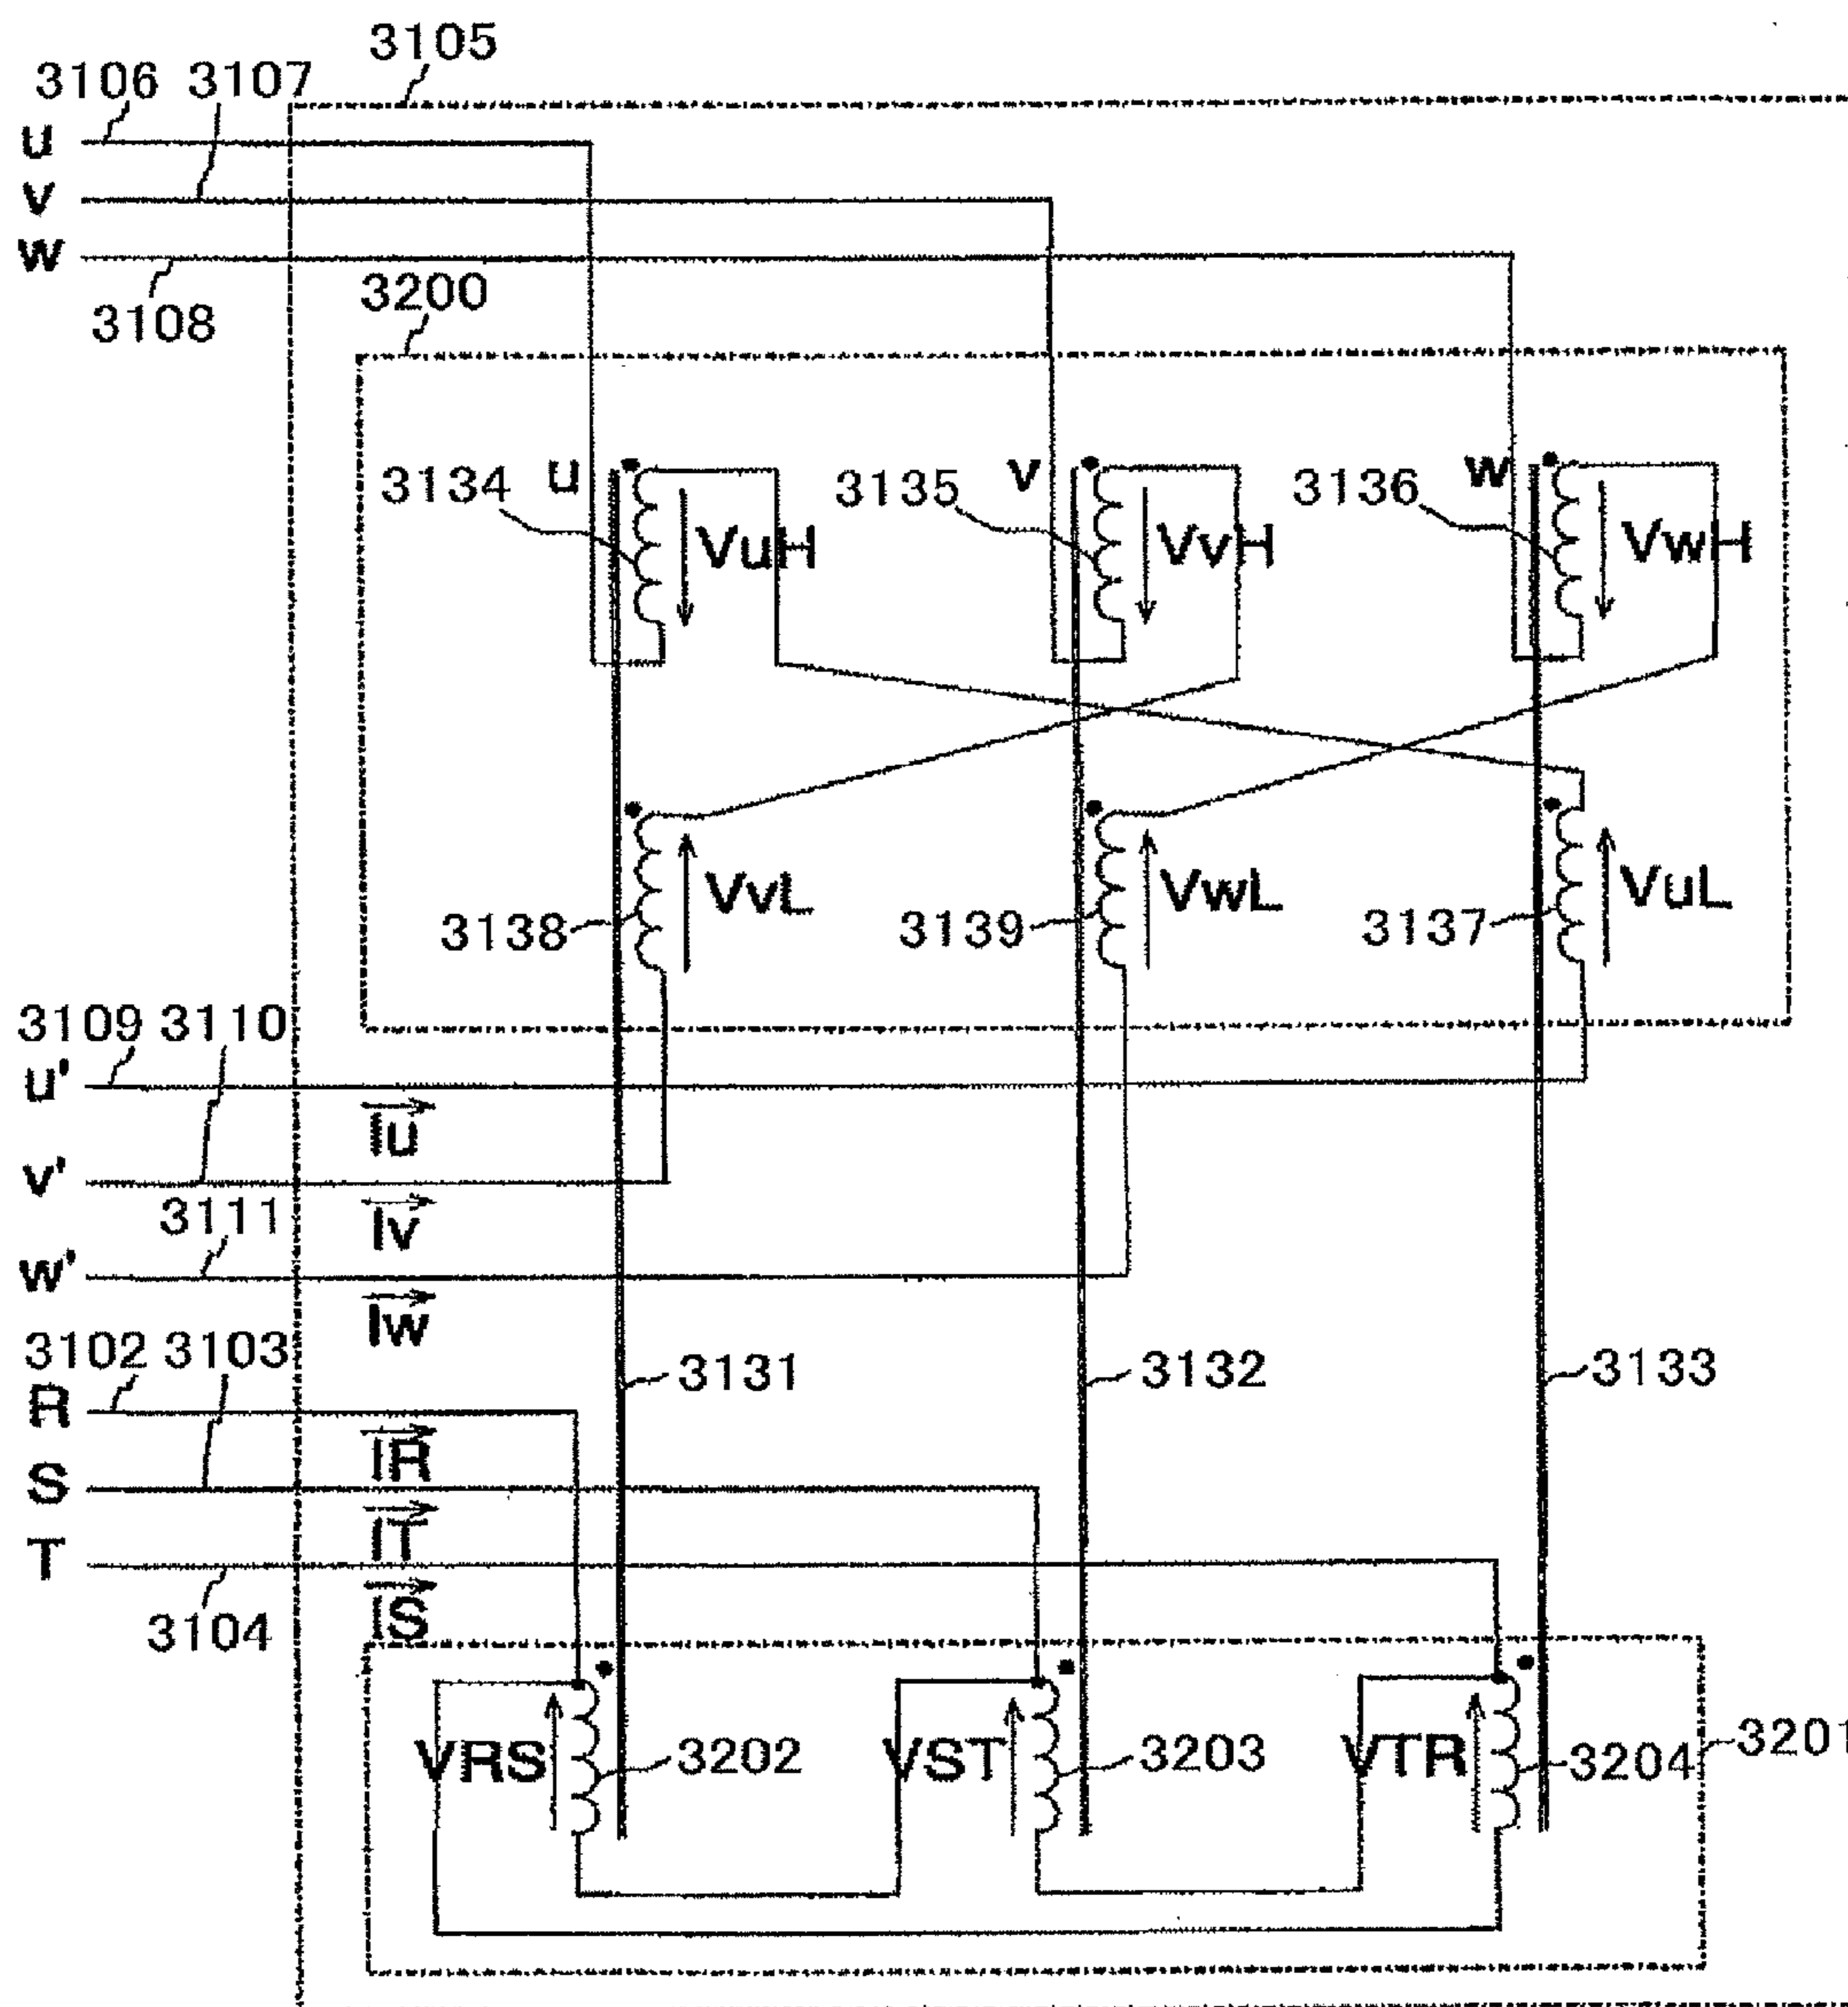 3105
3106 3107
u
v
w
3108
3200
3134 u VuH
3135 v VvH
3136 w VwH
3138 VvL
3139 VwL
3137 VuL
3109 3110
u'
Iu
v'
Iv
3111
w'
Iw
3102 3103
R
IR
S
IT
T
IS
3104
3131
3132
3133
VRS 3202
VST 3203
VTR 3204
3201